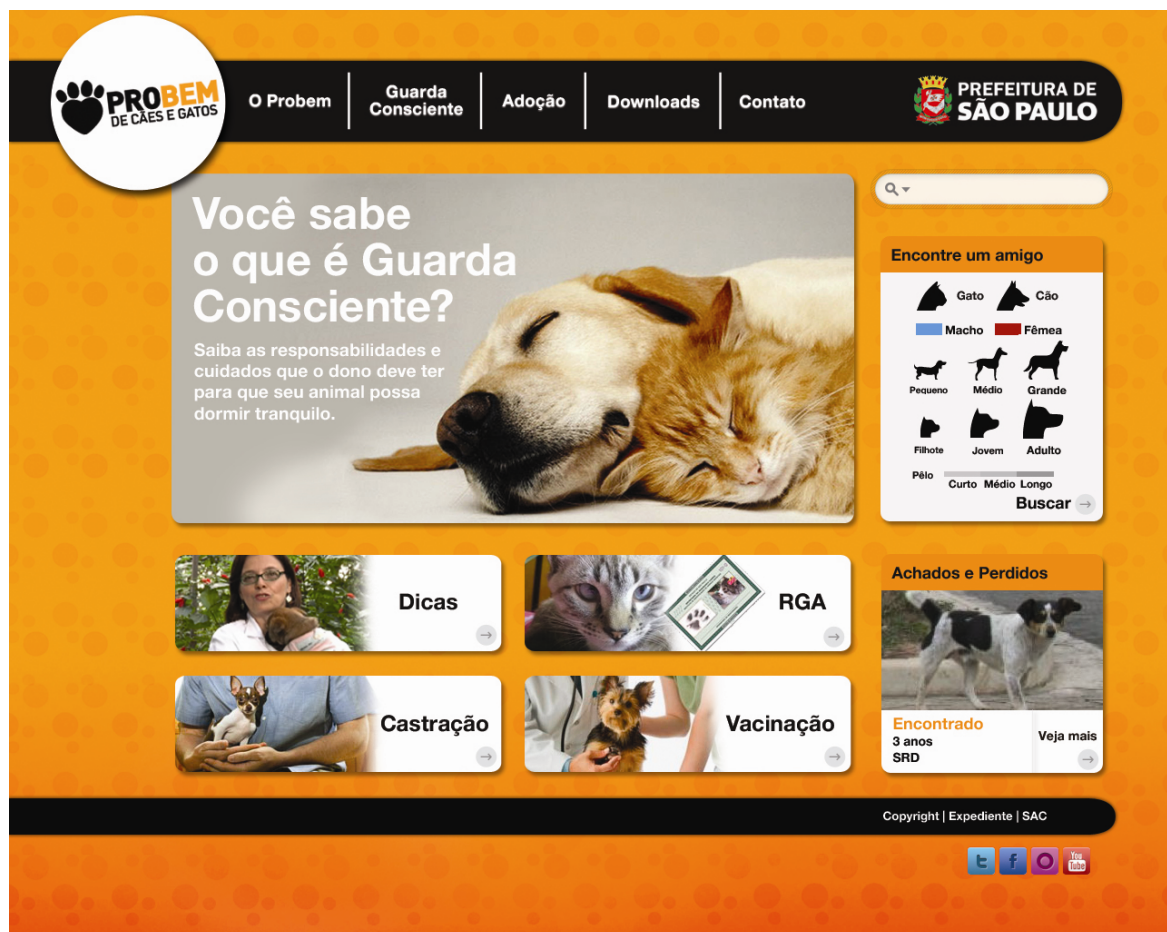 PROBEM
DE CÃES E GATOS
O Probem
Guarda
Consciente
Adoção
Downloads
Contato
PREFEITURA DE
SÃO PAULO
Você sabe
o que é Guarda
Consciente?
Saiba as responsabilidades e
cuidados que o dono deve ter
para que seu animal possa
dormir tranquilo.
Encontre um amigo
Gato Cão
Macho Fêmea
Pequeno Médio Grande
Filhote Jovem Adulto
Pêlo
Curto Médio Longo
Buscar
Dicas
RGA
Castração
Vacinação
Achados e Perdidos
Encontrado
3 anos
SRD
Veja mais
Copyright | Expediente | SAC
You
Tube